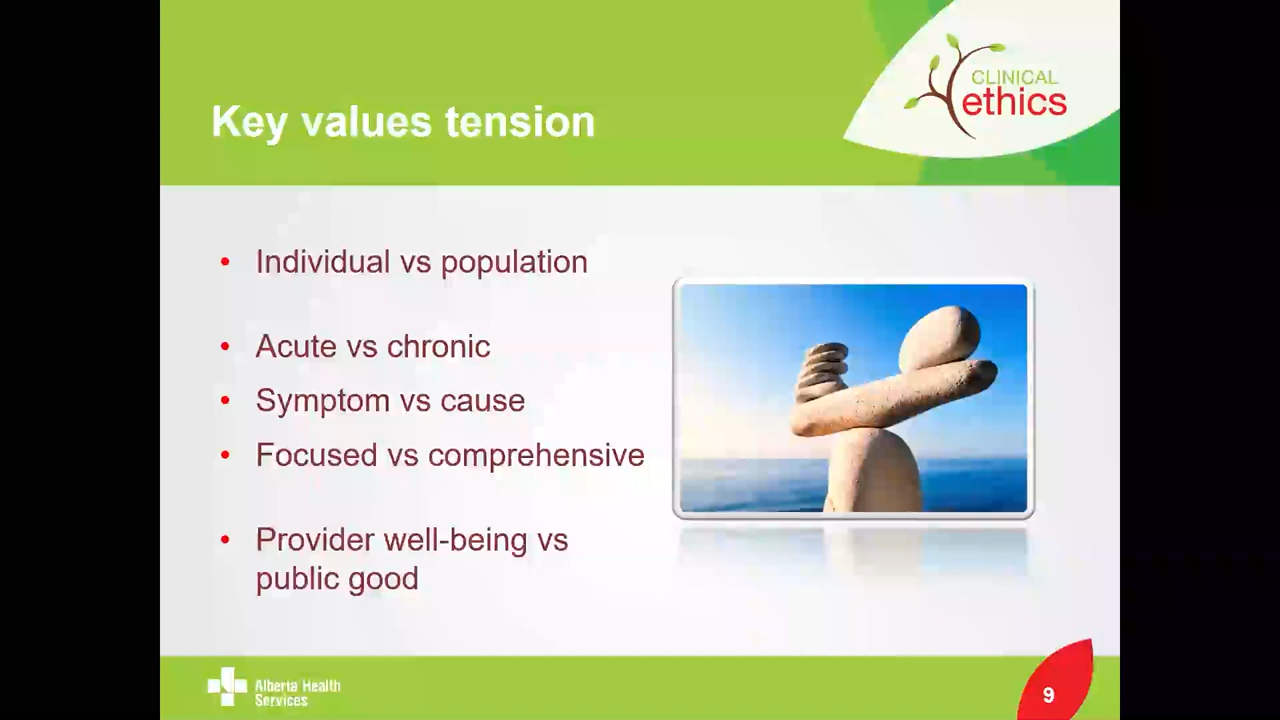 CLINICAL
ethics
Key values tension
• Individual vs population
• Acute vs chronic
• Symptom vs cause
• Focused vs comprehensive
• Provider well-being vs
public good
Alberta Health
Services
9